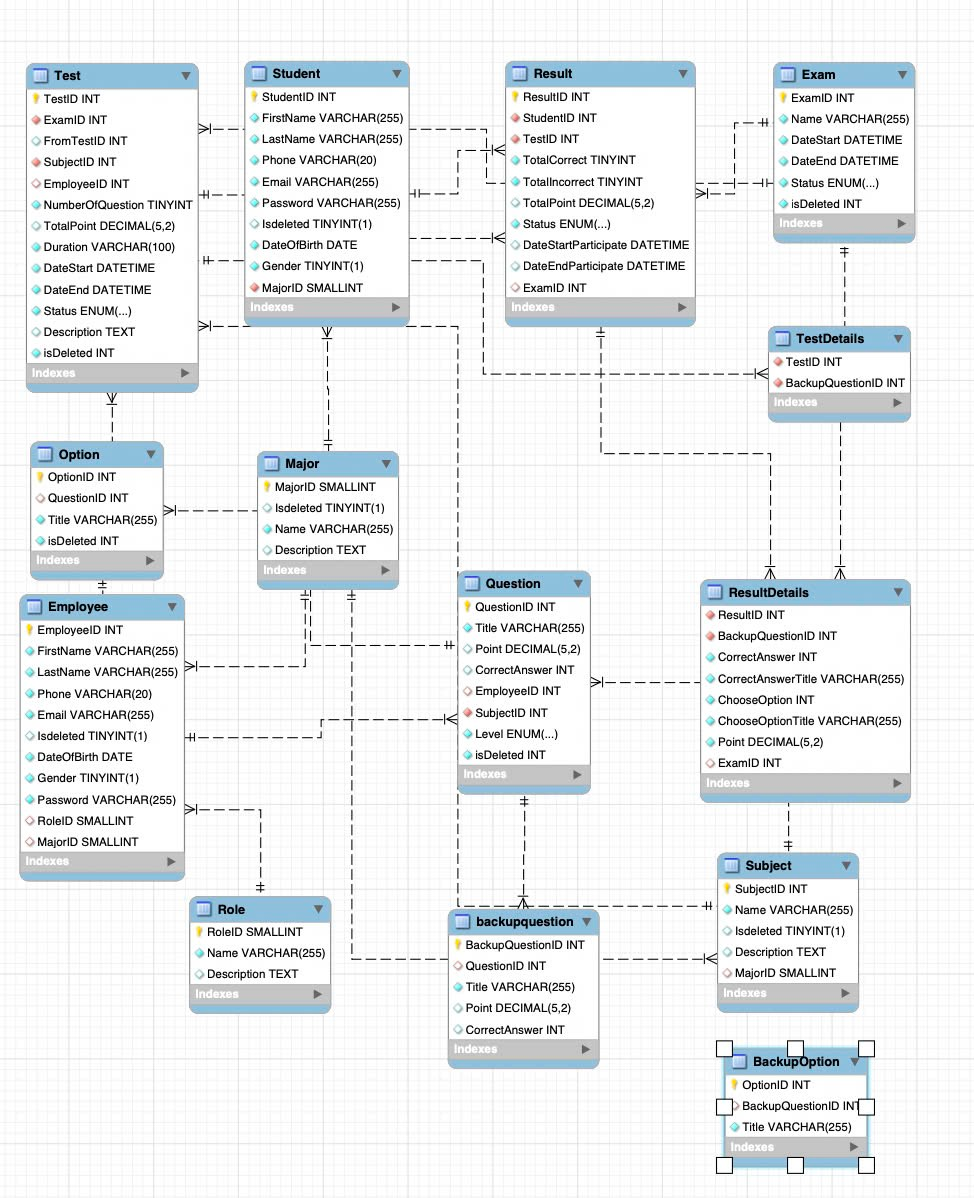 Test
TestID INT
ExamID INT
FromTestID INT
SubjectID INT
EmployeeID INT
NumberOfQuestion TINYINT
TotalPoint DECIMAL(5,2)
Duration VARCHAR(100)
DateStart DATETIME
DateEnd DATETIME
Status ENUM(...)
Description TEXT
isDeleted INT
Indexes
Student
StudentID INT
FirstName VARCHAR(255)
LastName VARCHAR(255)
Phone VARCHAR(20)
Email VARCHAR(255)
Password VARCHAR(255)
Isdeleted TINYINT(1)
DateOfBirth DATE
Gender TINYINT(1)
MajorID SMALLINT
Indexes
Result
ResultID INT
StudentID INT
TestID INT
TotalCorrect TINYINT
TotalIncorrect TINYINT
TotalPoint DECIMAL(5,2)
Status ENUM(...)
DateStartParticipate DATETIME
DateEndParticipate DATETIME
ExamID INT
Indexes
Exam
ExamID INT
Name VARCHAR(255)
DateStart DATETIME
DateEnd DATETIME
Status ENUM(...)
isDeleted INT
Indexes
TestDetails
TestID INT
BackupQuestionID INT
Indexes
Option
OptionID INT
QuestionID INT
Title VARCHAR(255)
isDeleted INT
Indexes
Major
MajorID SMALLINT
Isdeleted TINYINT(1)
Name VARCHAR(255)
Description TEXT
Indexes
Employee
EmployeeID INT
FirstName VARCHAR(255)
LastName VARCHAR(255)
Phone VARCHAR(20)
Email VARCHAR(255)
Isdeleted TINYINT(1)
DateOfBirth DATE
Gender TINYINT(1)
Password VARCHAR(255)
RoleID SMALLINT
MajorID SMALLINT
Indexes
Question
QuestionID INT
Title VARCHAR(255)
Point DECIMAL(5,2)
CorrectAnswer INT
EmployeeID INT
SubjectID INT
Level ENUM(...)
isDeleted INT
Indexes
ResultDetails
ResultID INT
BackupQuestionID INT
CorrectAnswer INT
CorrectAnswerTitle VARCHAR(255)
ChooseOption INT
ChooseOptionTitle VARCHAR(255)
Point DECIMAL(5,2)
ExamID INT
Indexes
Role
RoleID SMALLINT
Name VARCHAR(255)
Description TEXT
Indexes
backupquestion
BackupQuestionID INT
QuestionID INT
Title VARCHAR(255)
Point DECIMAL(5,2)
CorrectAnswer INT
Indexes
Subject
SubjectID INT
Name VARCHAR(255)
Isdeleted TINYINT(1)
Description TEXT
MajorID SMALLINT
Indexes
BackupOption
OptionID INT
BackupQuestionID INT
Title VARCHAR(255)
Indexes